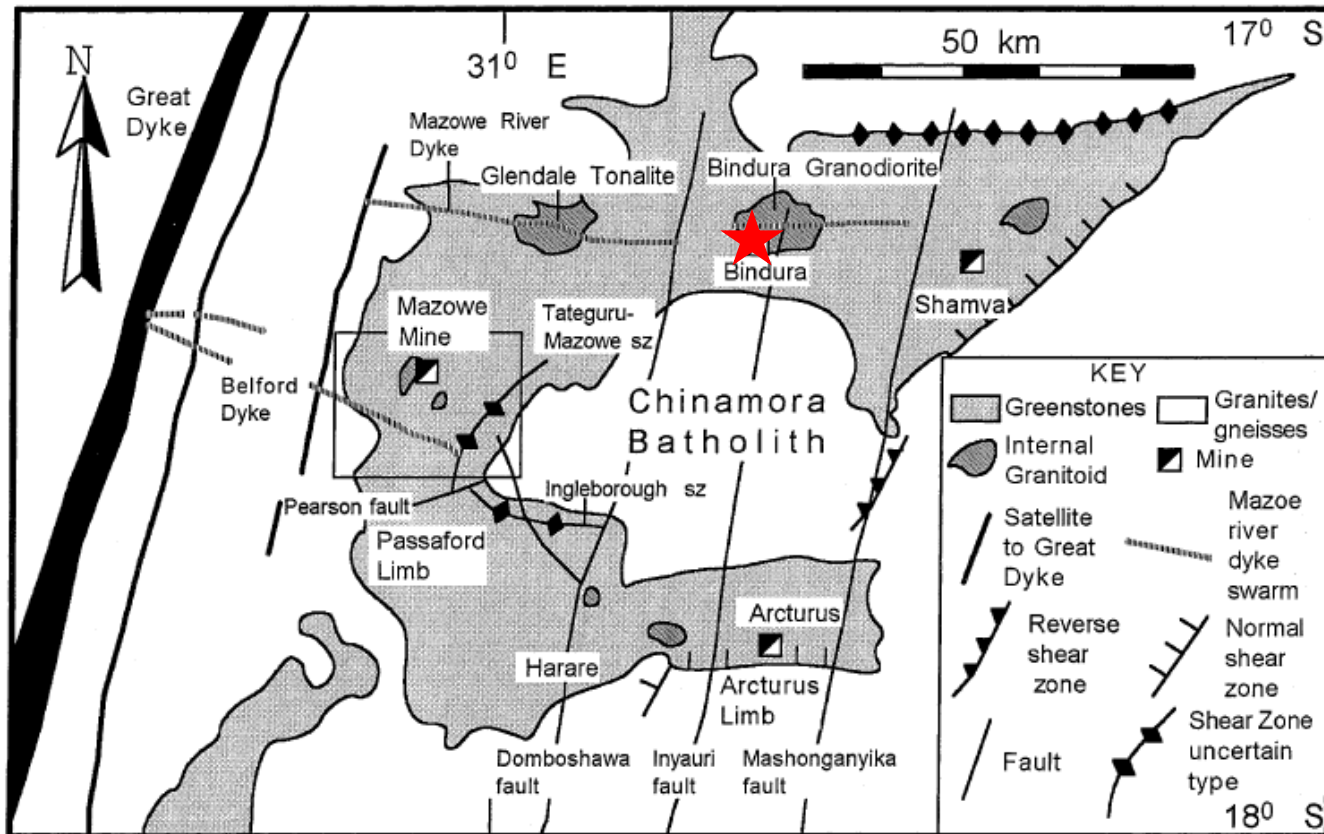 50 km
17⁰ S
31⁰ E
N
Great
Dyke
Mazowe River
Dyke
Glendale Tonalite
Bindura Granodiorite
Bindura
Shamva
Mazowe
Mine
Tateguru-
Mazowe sz
Belford
Dyke
Chinamora
Batholith
Ingleborough sz
Pearson fault
Passaford
Limb
Harare
Arcturus
Arcturus
Limb
Domboshawa
fault
Inyauri
fault
Mashonganyika
fault
KEY
Greenstones
Granites/
gneisses
Internal
Granitoid
Mine
Satellite
to Great
Dyke
Mazoe
river
dyke
swarm
Reverse
shear
zone
Normal
shear
zone
Fault
Shear Zone
uncertain
type
18⁰ S